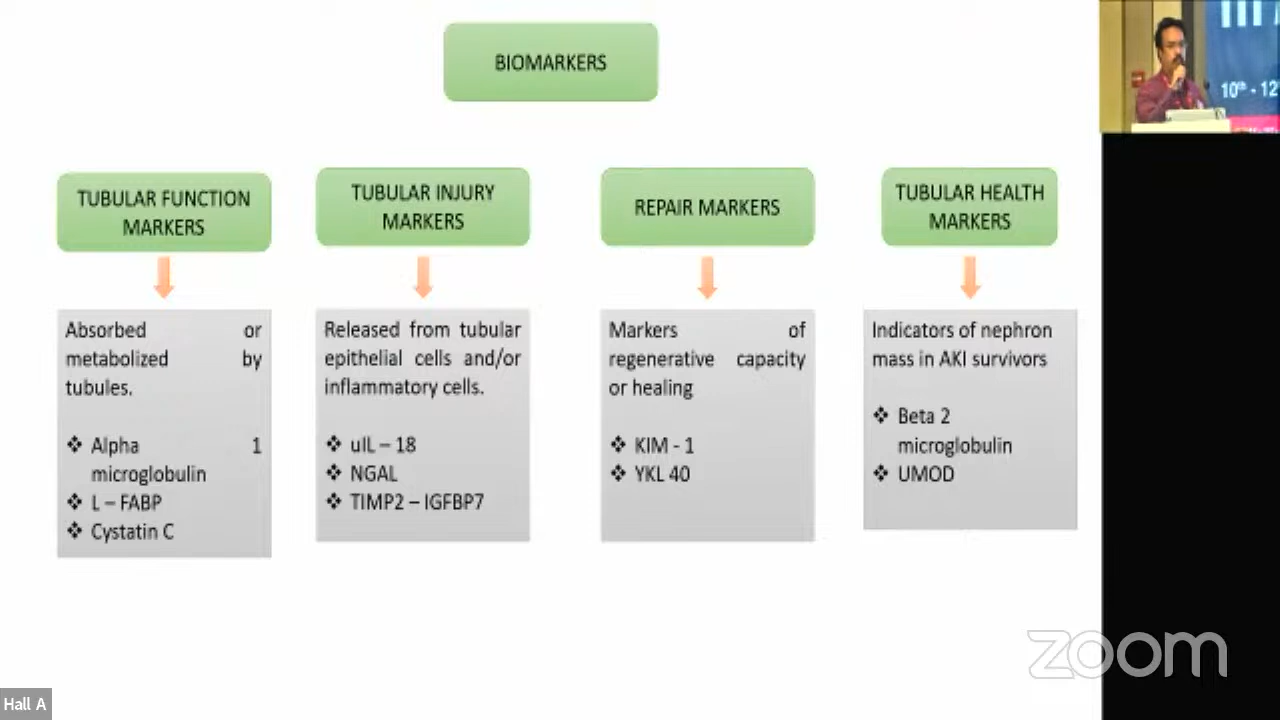 BIOMARKERS
TUBULAR FUNCTION
MARKERS
Absorbed or
metabolized by
tubules.
❖ Alpha 1
microglobulin
❖ L – FABP
❖ Cystatin C
TUBULAR INJURY
MARKERS
Released from tubular
epithelial cells and/or
inflammatory cells.
❖ uIL – 18
❖ NGAL
❖ TIMP2 – IGFBP7
REPAIR MARKERS
Markers of
regenerative capacity
or healing
❖ KIM - 1
❖ YKL 40
TUBULAR HEALTH
MARKERS
Indicators of nephron
mass in AKI survivors
❖ Beta 2
microglobulin
❖ UMOD
10th - 12
zoom
Hall A